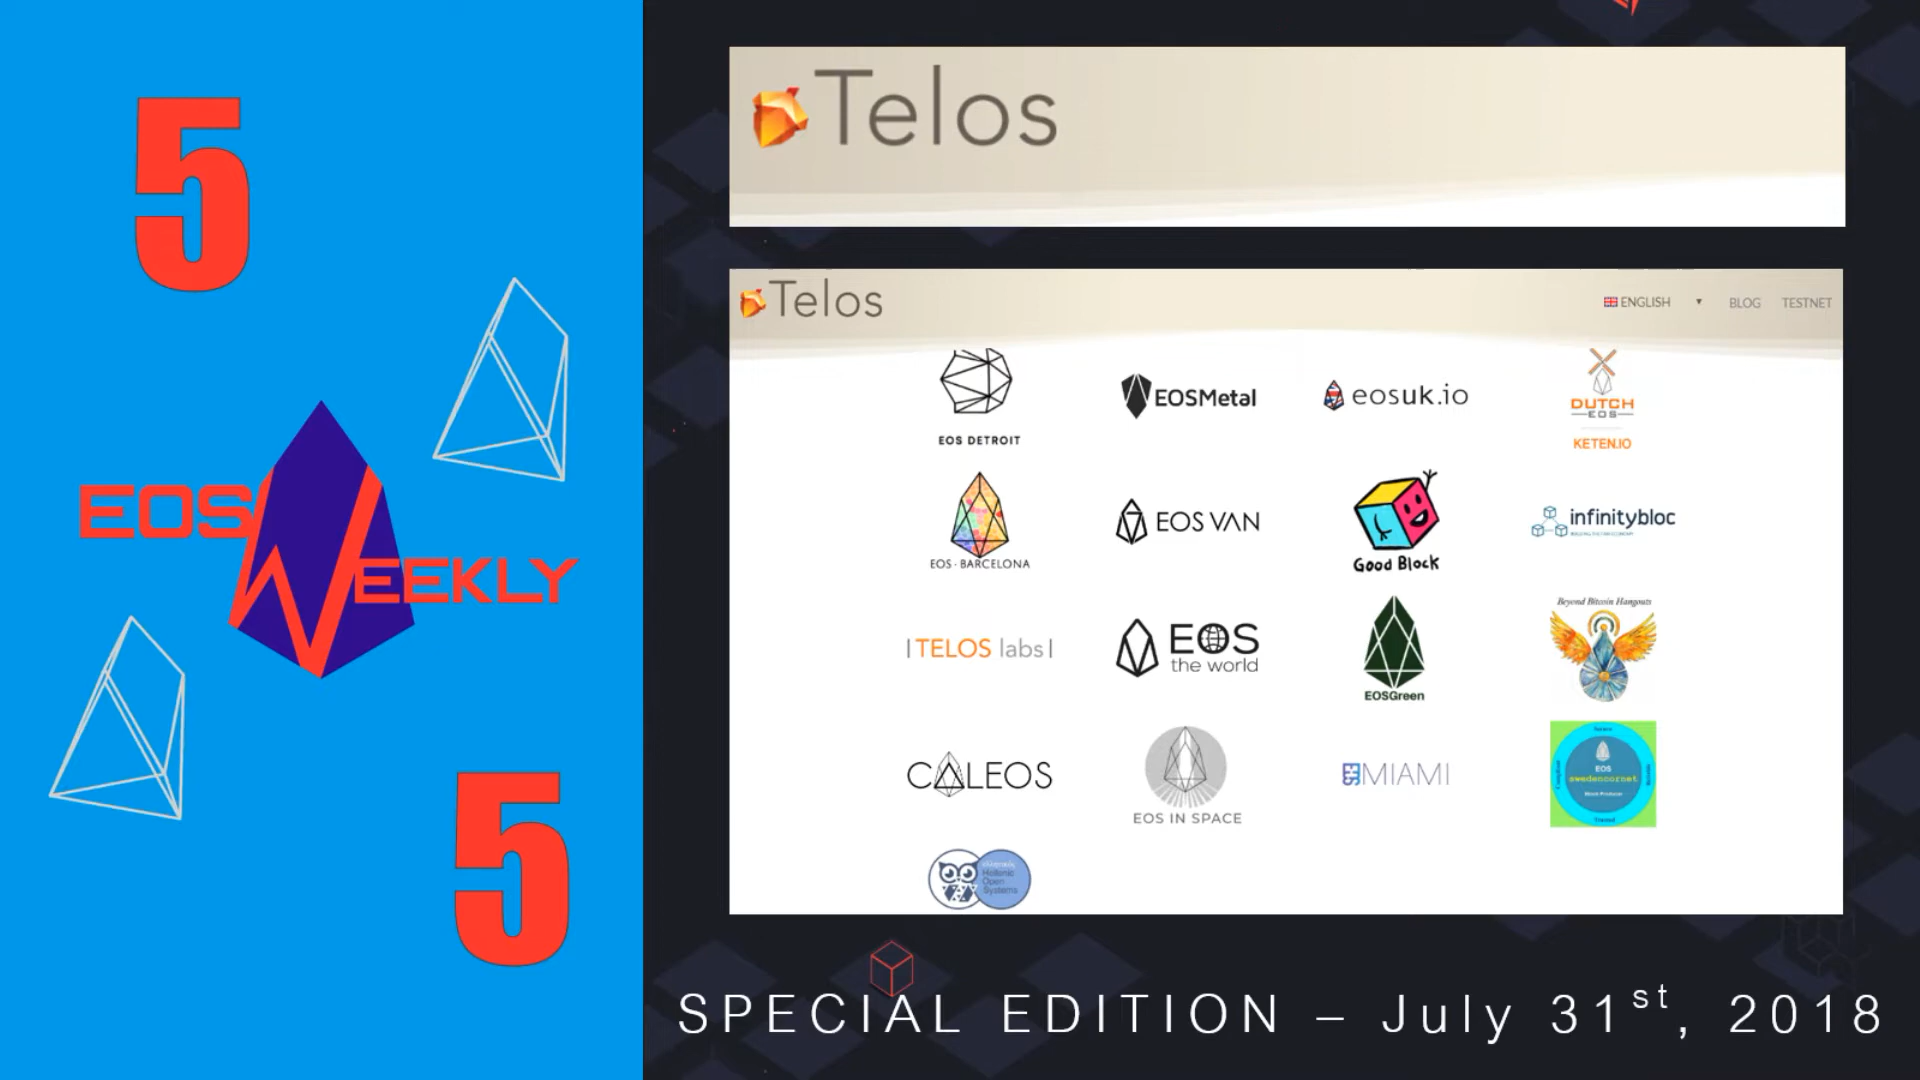 5
EOS
WEEKLY
5
Telos
Telos
ENGLISH
BLOG
TESTNET
EOS DETROIT
EOSMetal
eosuk.io
DUTCH
EOS
KETEN.IO
EOS-BARCELONA
EOS VAN
Good Block
infinitybloc
|TELOS labs|
EOS
the world
EOSGreen
Beyond Bitcoin Hangouts
CALEOS
EOS IN SPACE
MIAMI
EOS
swedencornet
Block Producer
Hellenic
Open
Systems
SPECIAL EDITION – July 31st, 2018